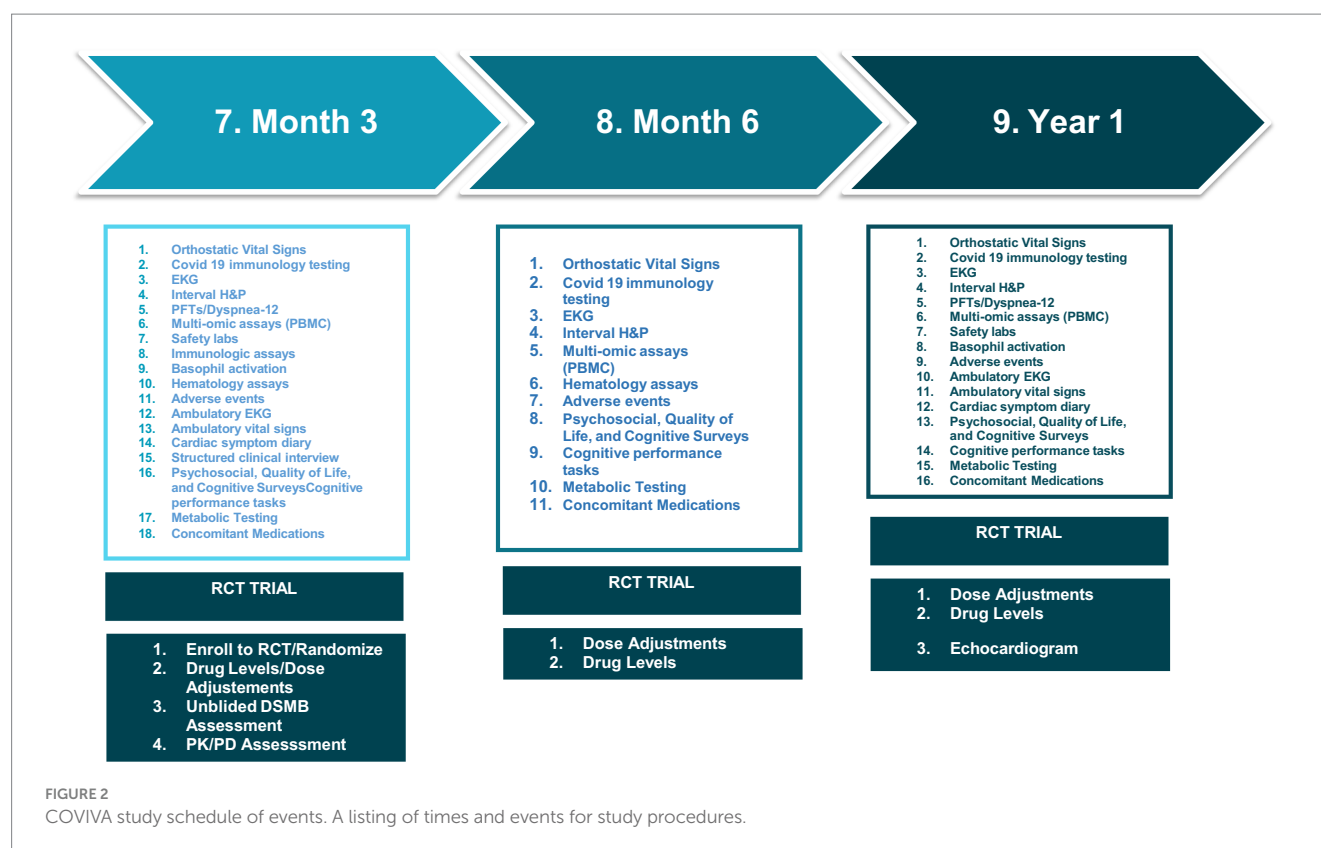 7. Month 3
8. Month 6
9. Year 1
1. Orthostatic Vital Signs
2. Covid 19 immunology testing
3. EKG
4. Interval H&P
5. PFTs/Dyspnea-12
6. Multi-omic assays (PBMC)
7. Safety labs
8. Immunologic assays
9. Basophil activation
10. Hematology assays
11. Adverse events
12. Ambulatory EKG
13. Ambulatory vital signs
14. Cardiac symptom diary
15. Structured clinical interview
16. Psychosocial, Quality of Life,
and Cognitive SurveysCognitive
performance tasks
17. Metabolic Testing
18. Concomitant Medications
RCT TRIAL
1. Enroll to RCT/Randomize
2. Drug Levels/Dose
Adjustements
3. Unblided DSMB
Assessment
4. PK/PD Assesssment
1. Orthostatic Vital Signs
2. Covid 19 immunology
testing
3. EKG
4. Interval H&P
5. Multi-omic assays
(PBMC)
6. Hematology assays
7. Adverse events
8. Psychosocial, Quality of
Life, and Cognitive Surveys
9. Cognitive performance
tasks
10. Metabolic Testing
11. Concomitant Medications
RCT TRIAL
1. Dose Adjustments
2. Drug Levels
1. Orthostatic Vital Signs
2. Covid 19 immunology testing
3. EKG
4. Interval H&P
5. PFTs/Dyspnea-12
6. Multi-omic assays (PBMC)
7. Safety labs
8. Basophil activation
9. Adverse events
10. Ambulatory EKG
11. Ambulatory vital signs
12. Cardiac symptom diary
13. Psychosocial, Quality of Life,
and Cognitive Surveys
14. Cognitive performance tasks
15. Metabolic Testing
16. Concomitant Medications
RCT TRIAL
1. Dose Adjustments
2. Drug Levels
3. Echocardiogram
FIGURE 2
COVIVA study schedule of events. A listing of times and events for study procedures.